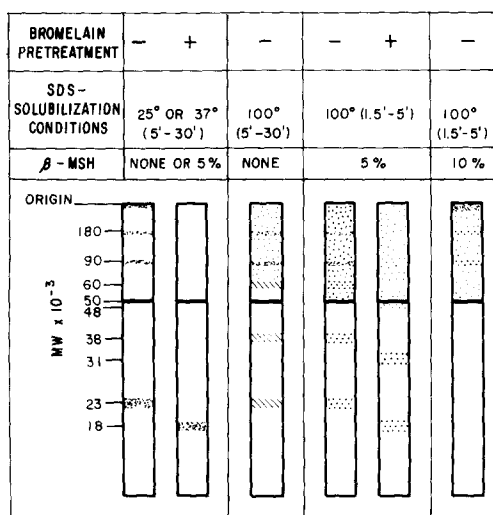 BROMELAIN
PRETREATMENT
− + − − + −
SDS-
SOLUBILIZATION
CONDITIONS
25° OR 37°
(5'-30')
100°
(5'-30')
100° (1.5'-5')
100°
(1.5'-5')
β - MSH
NONE OR 5%
NONE
5%
10%
ORIGIN
180
90
60
50
48
38
31
23
18
MW x 10⁻³